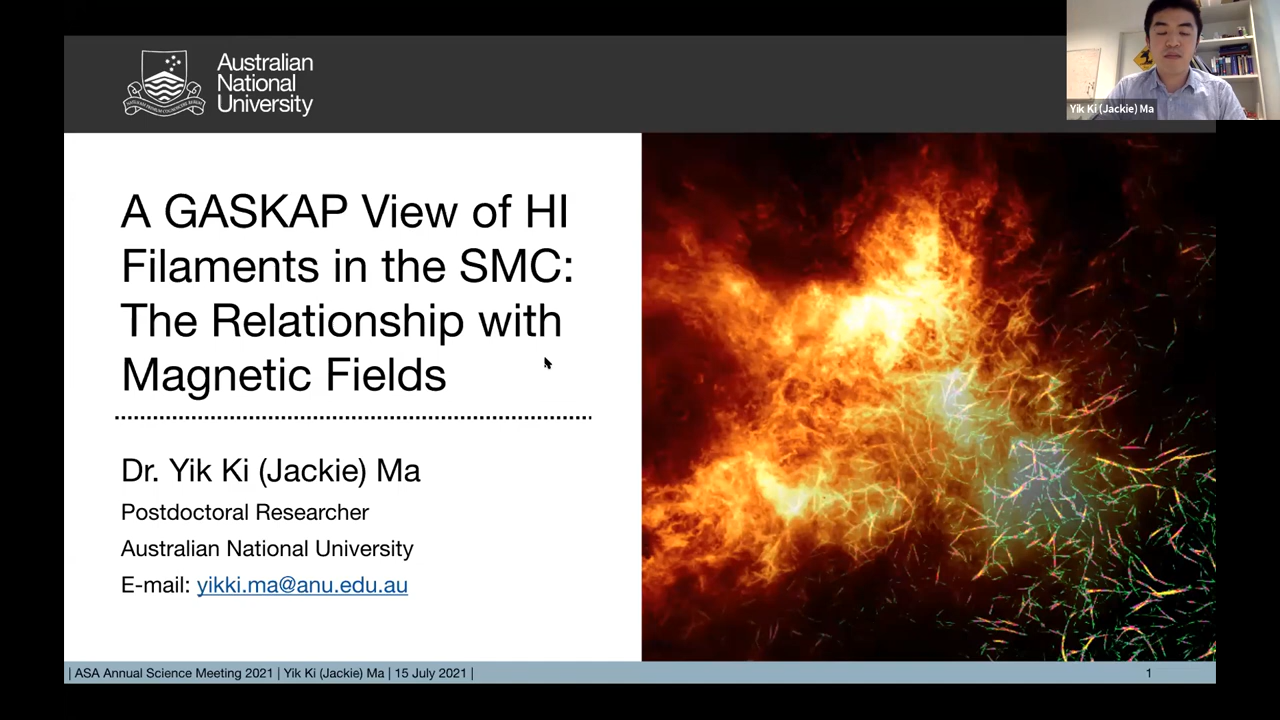 Australian
National
University
Yik Ki (Jackie) Ma
A GASKAP View of HI
Filaments in the SMC:
The Relationship with
Magnetic Fields
Dr. Yik Ki (Jackie) Ma
Postdoctoral Researcher
Australian National University
E-mail: yikki.ma@anu.edu.au
| ASA Annual Science Meeting 2021 | Yik Ki (Jackie) Ma | 15 July 2021 |
1